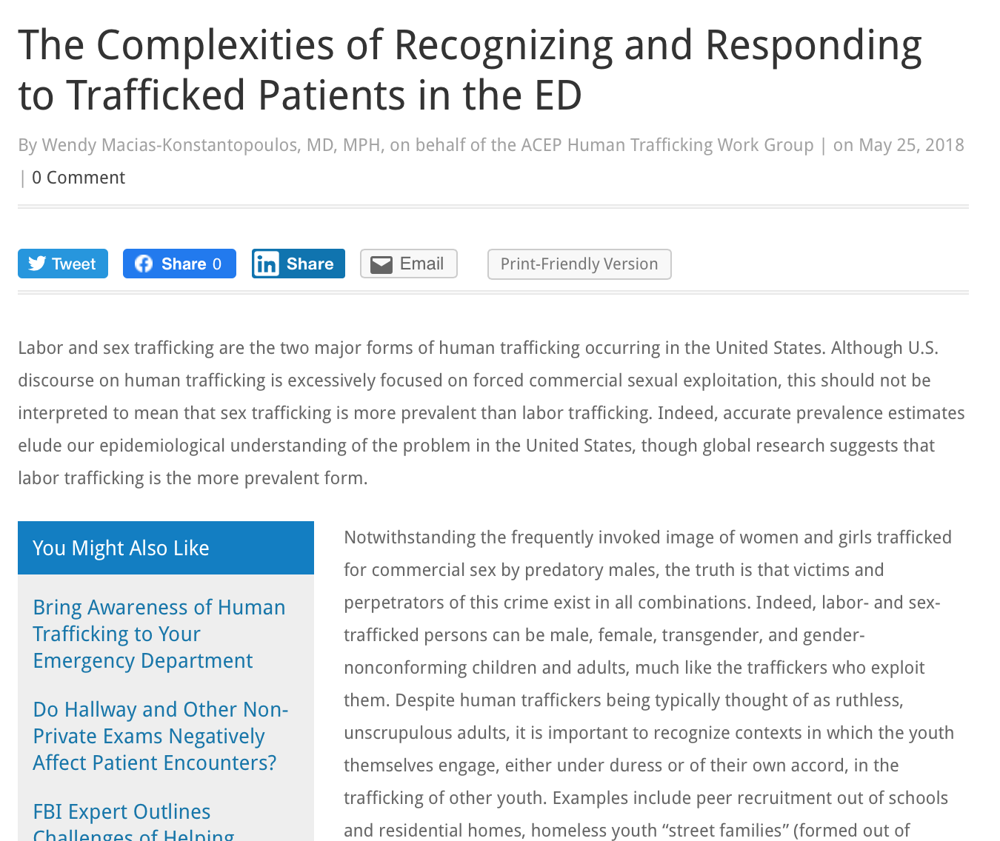 The Complexities of Recognizing and Responding
to Trafficked Patients in the ED
By Wendy Macias-Konstantopoulos, MD, MPH, on behalf of the ACEP Human Trafficking Work Group | on May 25, 2018
| 0 Comment
Tweet Share 0 Share Email Print-Friendly Version
Labor and sex trafficking are the two major forms of human trafficking occurring in the United States. Although U.S.
discourse on human trafficking is excessively focused on forced commercial sexual exploitation, this should not be
interpreted to mean that sex trafficking is more prevalent than labor trafficking. Indeed, accurate prevalence estimates
elude our epidemiological understanding of the problem in the United States, though global research suggests that
labor trafficking is the more prevalent form.
You Might Also Like
Bring Awareness of Human
Trafficking to Your
Emergency Department
Do Hallway and Other Non-
Private Exams Negatively
Affect Patient Encounters?
FBI Expert Outlines
Challenges of Helping
Notwithstanding the frequently invoked image of women and girls trafficked
for commercial sex by predatory males, the truth is that victims and
perpetrators of this crime exist in all combinations. Indeed, labor- and sex-
trafficked persons can be male, female, transgender, and gender-
nonconforming children and adults, much like the traffickers who exploit
them. Despite human traffickers being typically thought of as ruthless,
unscrupulous adults, it is important to recognize contexts in which the youth
themselves engage, either under duress or of their own accord, in the
trafficking of other youth. Examples include peer recruitment out of schools
and residential homes, homeless youth “street families” (formed out of